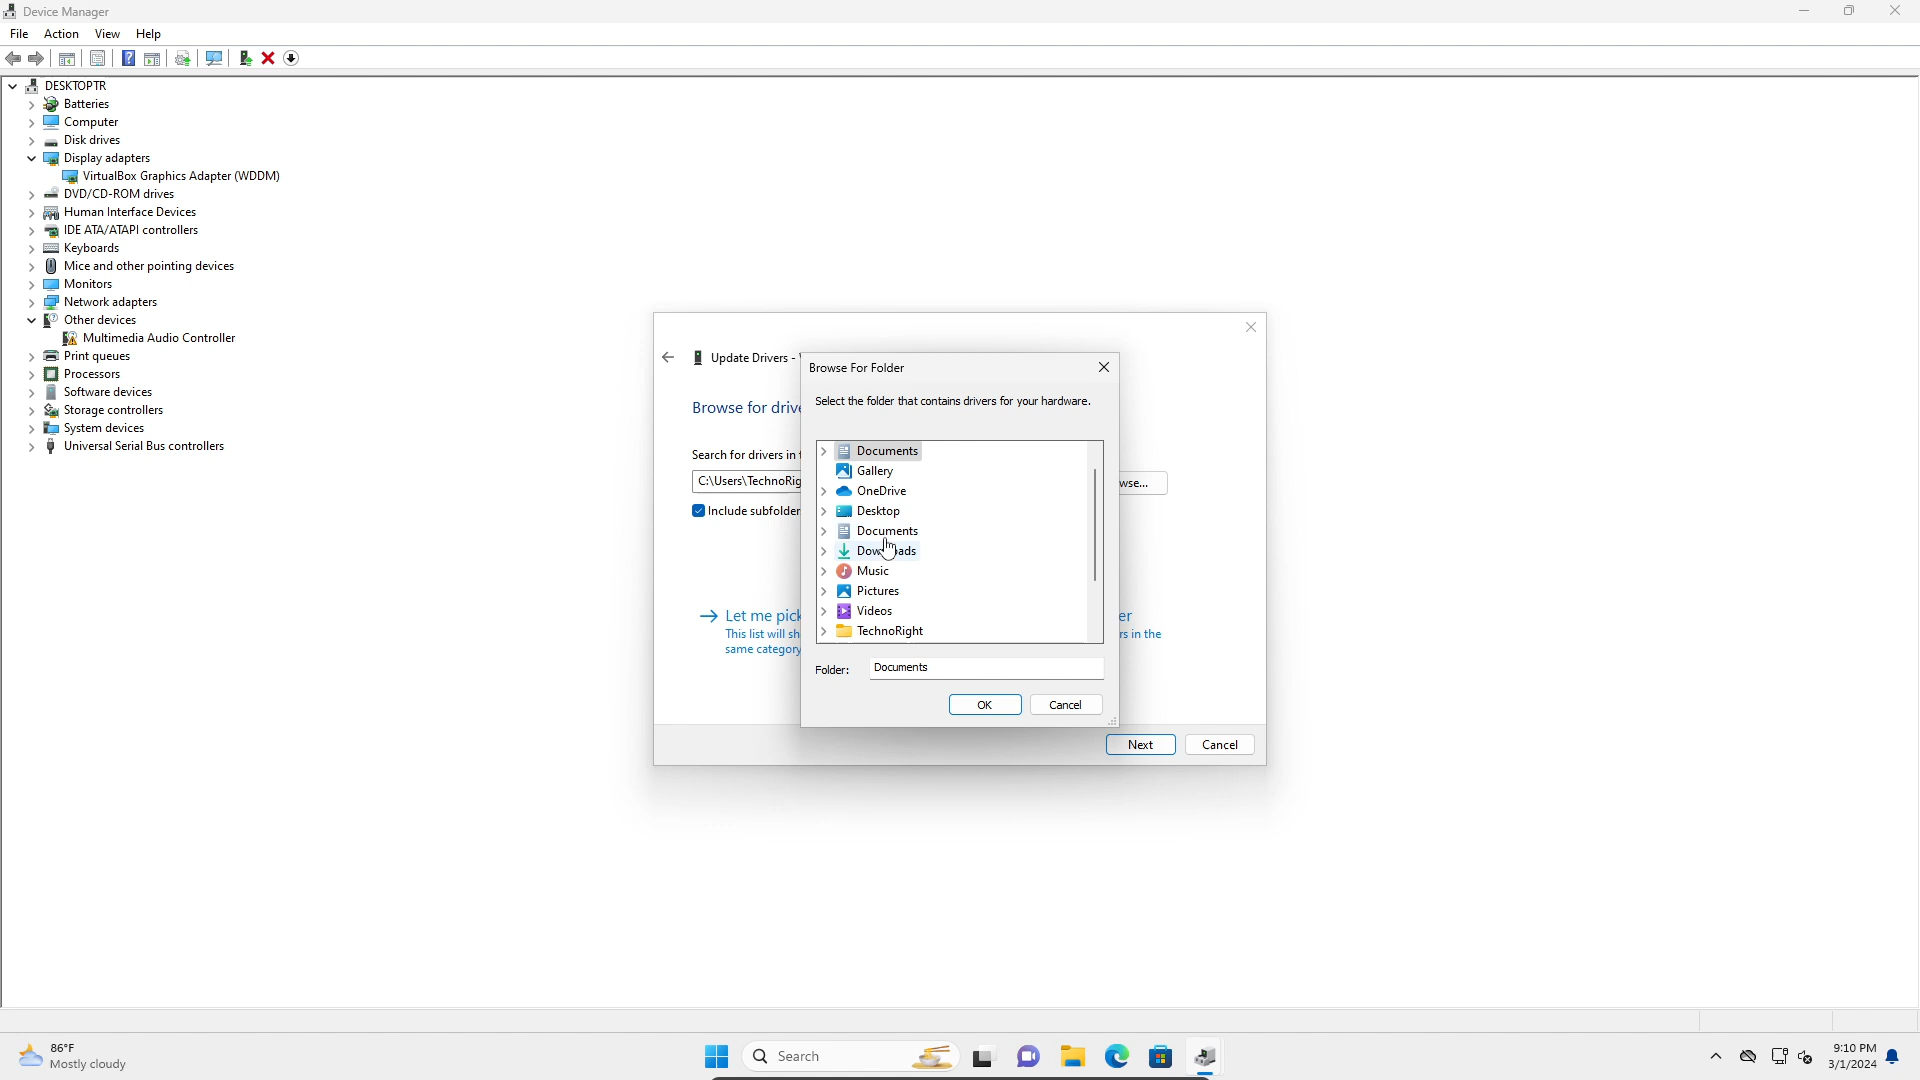 Device Manager
File Action View Help
DESKTOPTR
Batteries
Computer
Disk drives
Display adapters
VirtualBox Graphics Adapter (WDDM)
DVD/CD-ROM drives
Human Interface Devices
IDE ATA/ATAPI controllers
Keyboards
Mice and other pointing devices
Monitors
Network adapters
Other devices
Multimedia Audio Controller
Print queues
Processors
Software devices
Storage controllers
System devices
Universal Serial Bus controllers
Update Drivers -
Browse for drive
Search for drivers in
C:\Users\TechnoRig
wse...
Include subfolder
Let me pick
er
This list will sh
rs in the
same category
Next
Cancel
Browse For Folder
Select the folder that contains drivers for your hardware.
Documents
Gallery
OneDrive
Desktop
Documents
Downloads
Music
Pictures
Videos
TechnoRight
Folder:
Documents
OK
Cancel
86°F
Mostly cloudy
Search
9:10 PM
3/1/2024